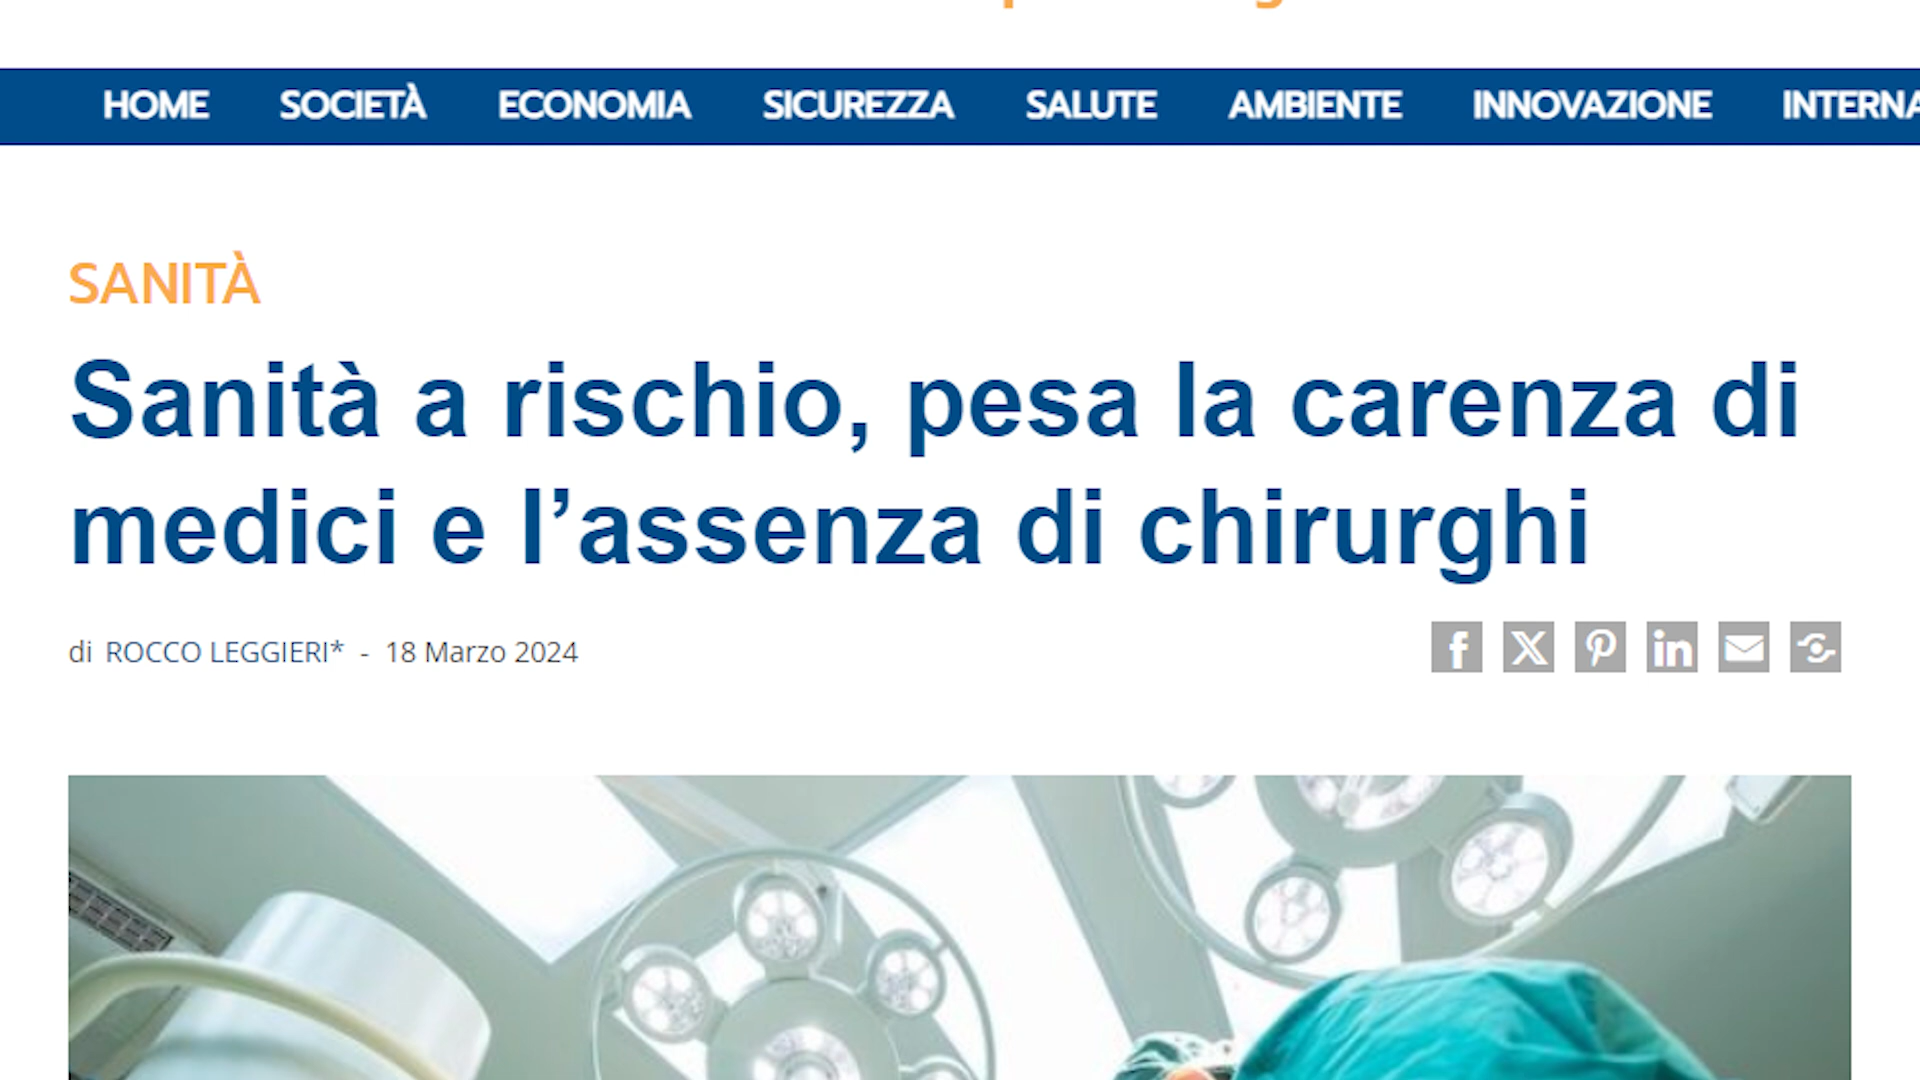 HOME SOCIETÀ ECONOMIA SICUREZZA SALUTE AMBIENTE INNOVAZIONE INTERNA
SANITÀ
Sanità a rischio, pesa la carenza di
medici e l’assenza di chirurghi
di ROCCO LEGGIERI* - 18 Marzo 2024